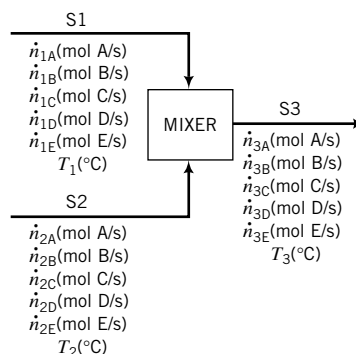 S1
ṅ1A(mol A/s)
ṅ1B(mol B/s)
ṅ1C(mol C/s)
ṅ1D(mol D/s)
ṅ1E(mol E/s)
T1(°C)
MIXER
S3
ṅ3A(mol A/s)
ṅ3B(mol B/s)
ṅ3C(mol C/s)
ṅ3D(mol D/s)
ṅ3E(mol E/s)
T3(°C)
S2
ṅ2A(mol A/s)
ṅ2B(mol B/s)
ṅ2C(mol C/s)
ṅ2D(mol D/s)
ṅ2E(mol E/s)
T2(°C)